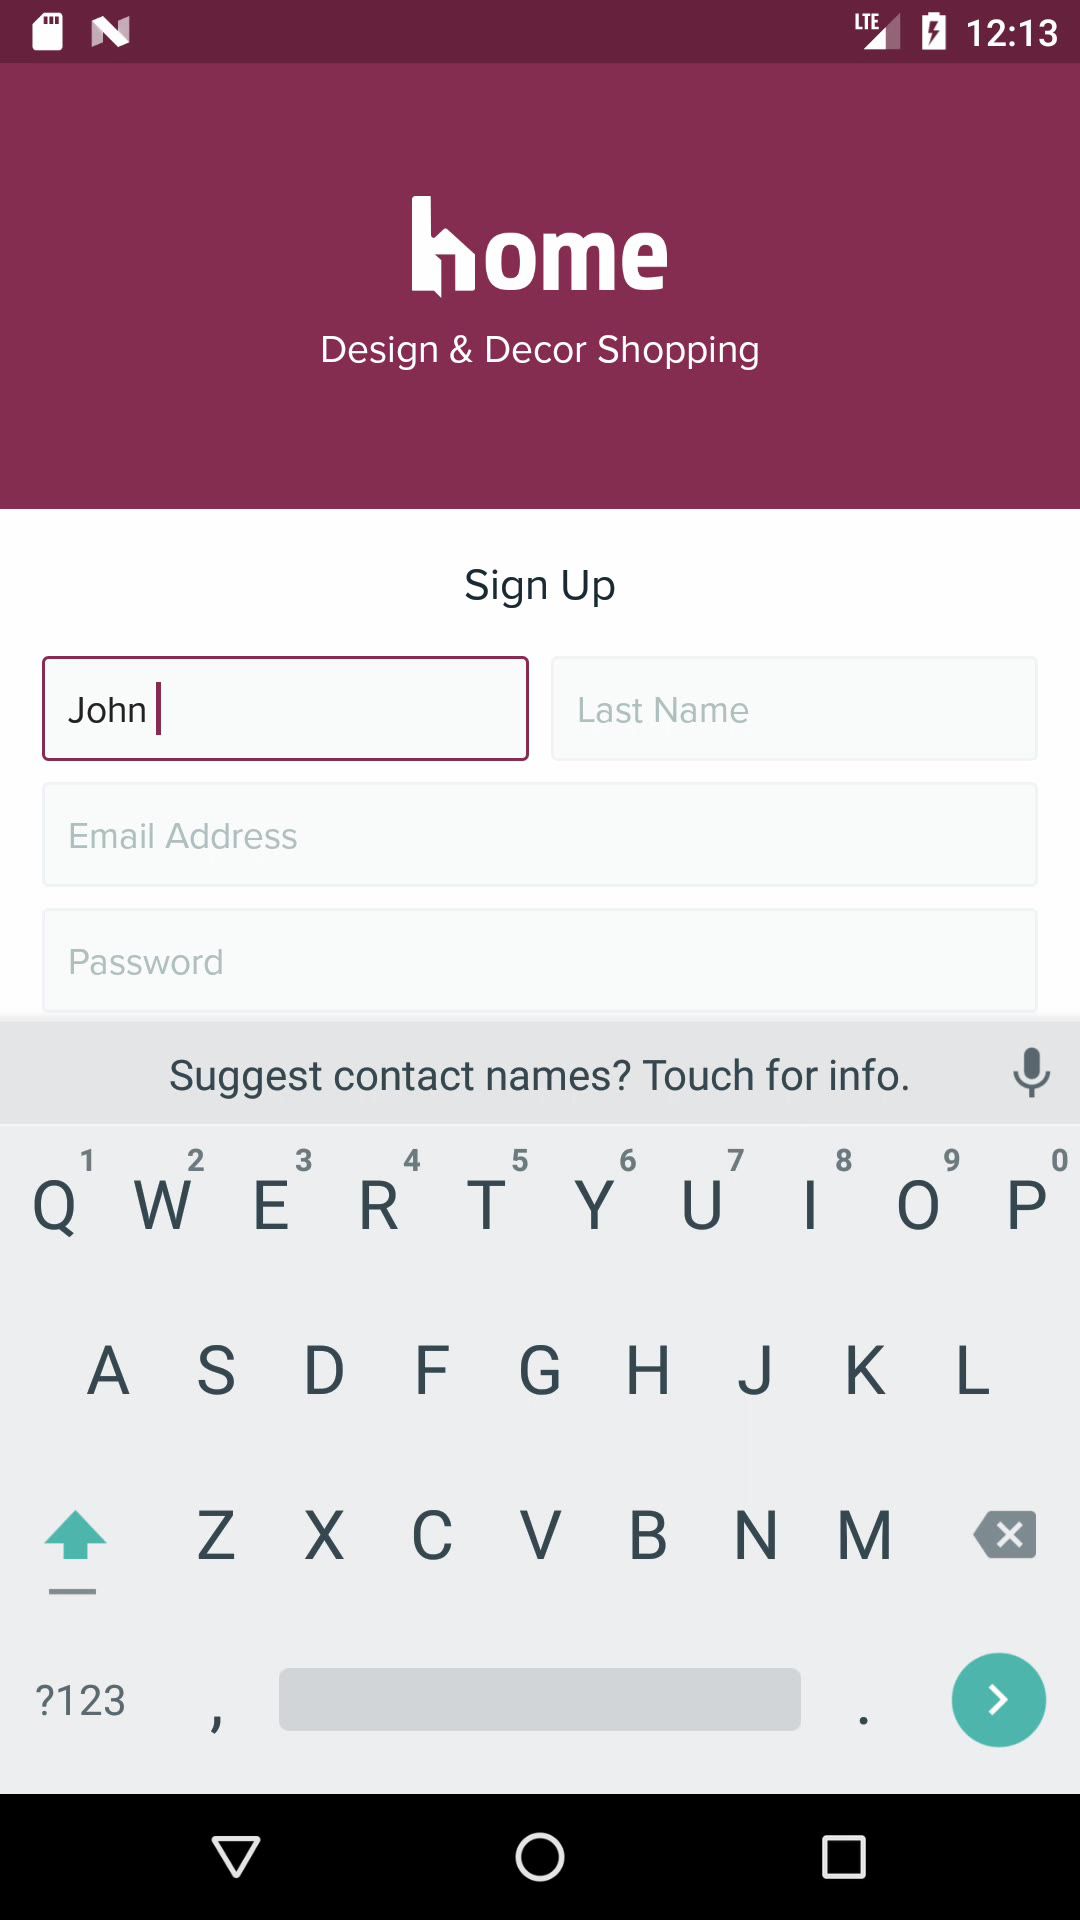 LTE 12:13
home
Design & Decor Shopping
Sign Up
John
Last Name
Email Address
Password
Suggest contact names? Touch for info.
1 2 3 4 5 6 7 8 9 0
Q W E R T Y U I O P
A S D F G H J K L
Z X C V B N M
?123 , .